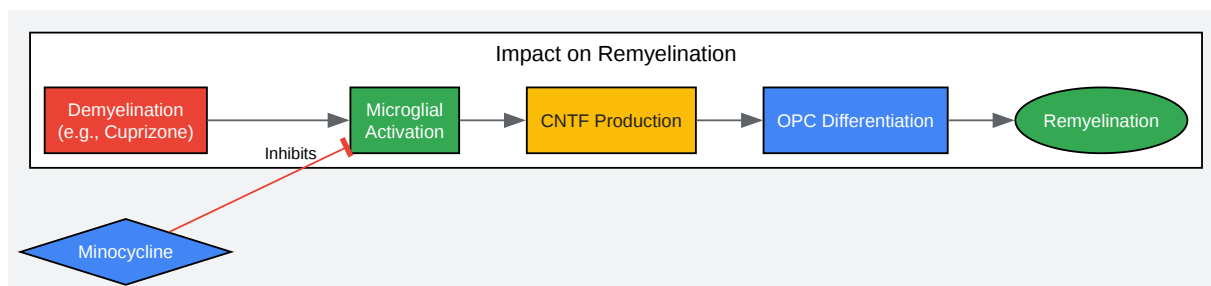 Impact on Remyelination
Demyelination
(e.g., Cuprizone)
Microglial
Activation
CNTF Production
OPC Differentiation
Remyelination
Inhibits
Minocycline